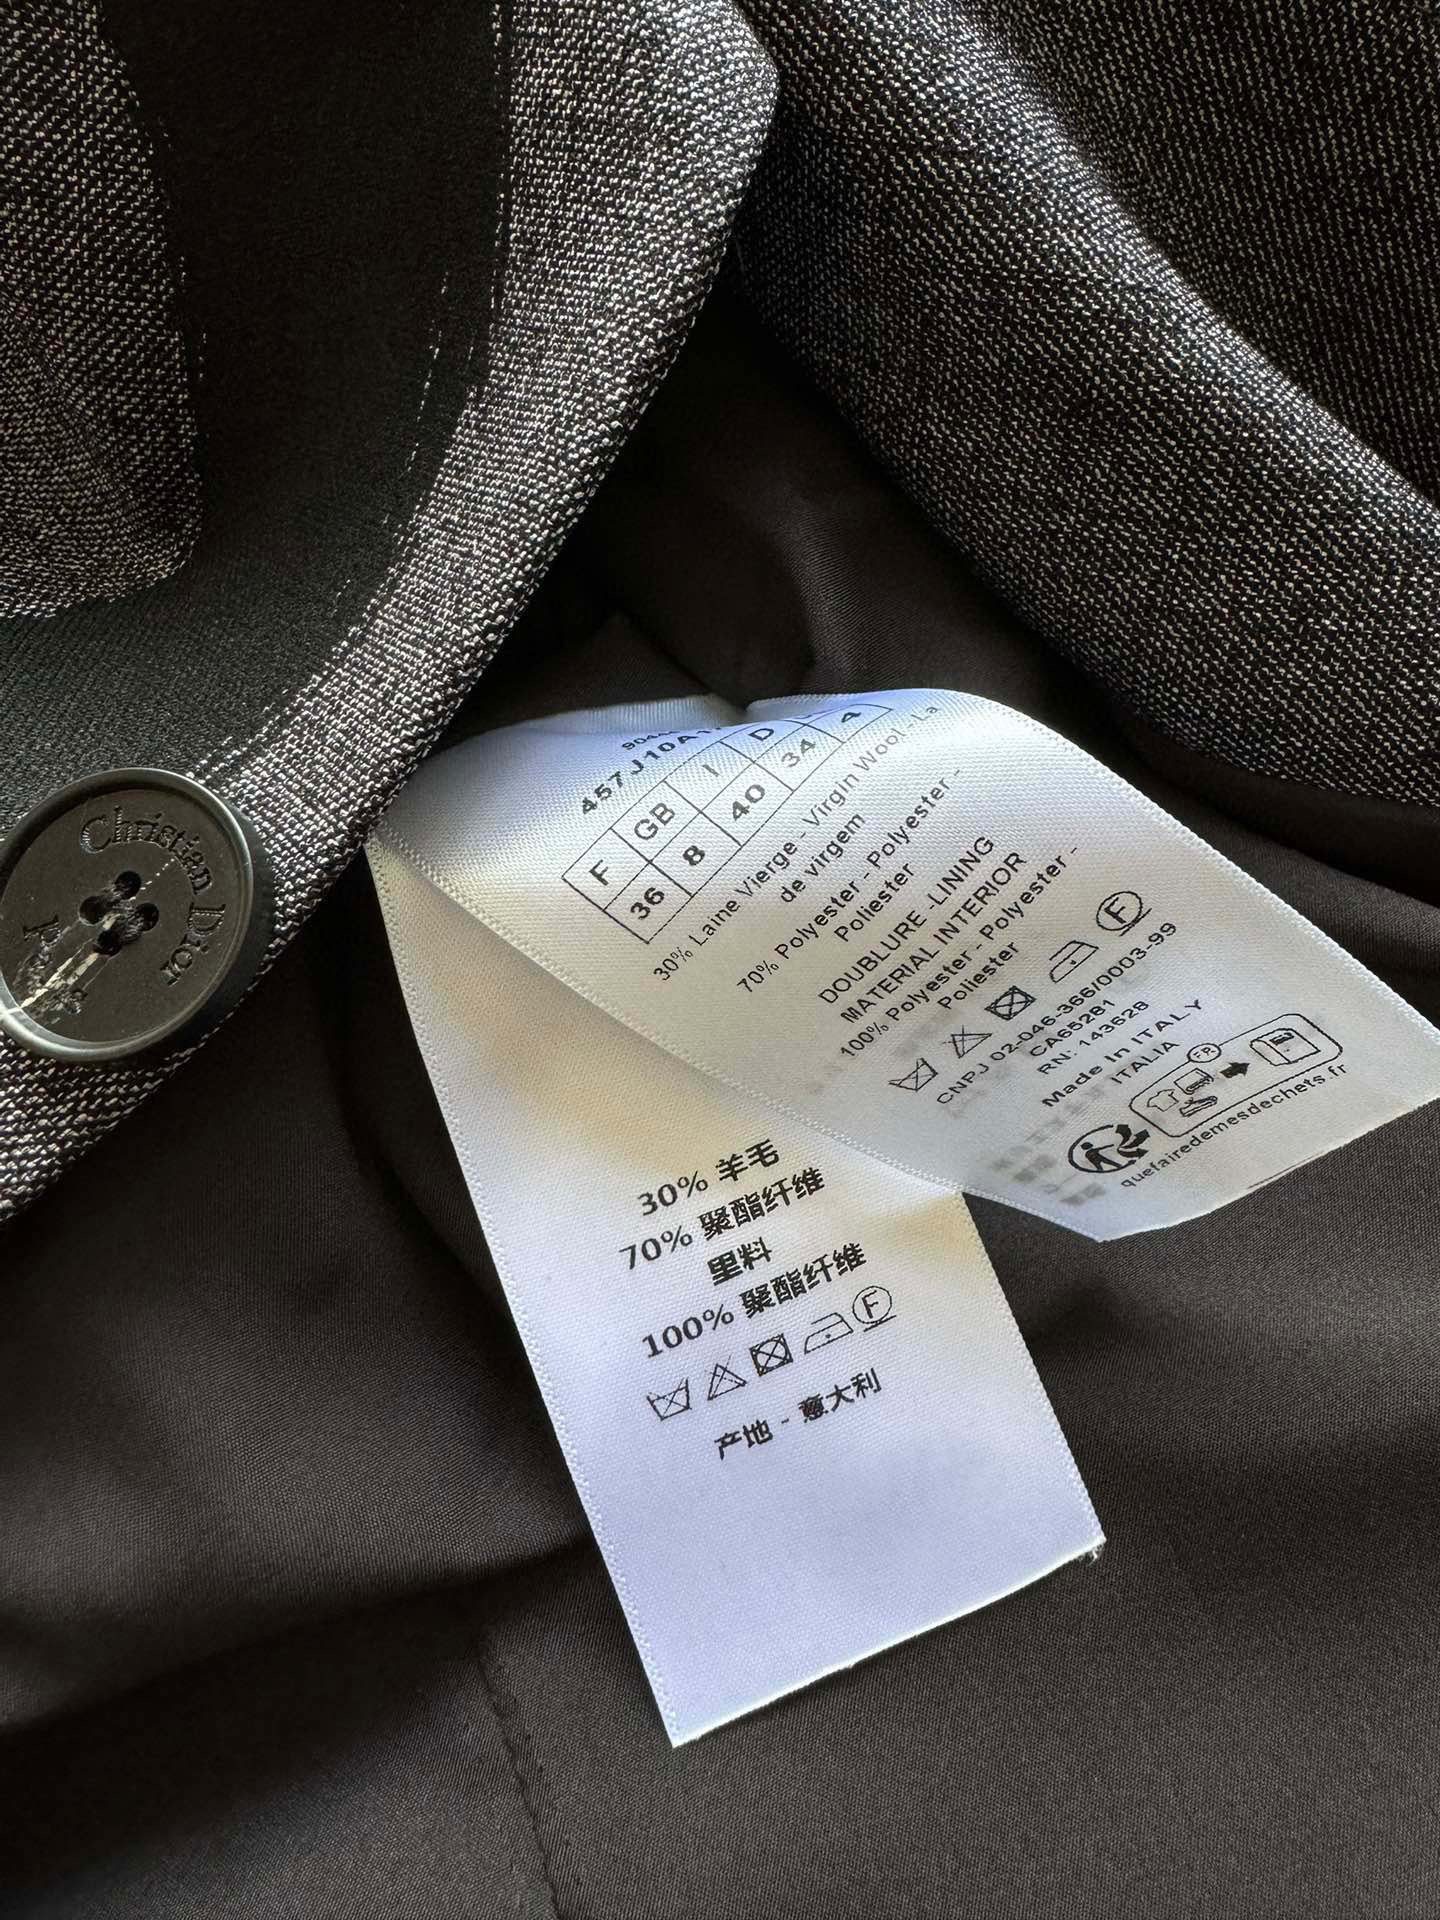 Christian Dior
457J10A1
F GB I D
36 8 40 34 4
30% Laine Vierge - Virgin Wool - La
de virgem
70% Polyester - Polyester -
Poliester
DOUBLURE -LINING
MATERIAL INTERIOR
100% Polyester - Polyester -
Poliester
F
CNPJ 02-046-366/0003-99
CA65281
RN: 143628
Made in ITALY
ITALIA
FR
quefairedemesdechets.fr
30% 羊毛
70% 聚酯纤维
里料
100% 聚酯纤维
F
产地 - 意大利